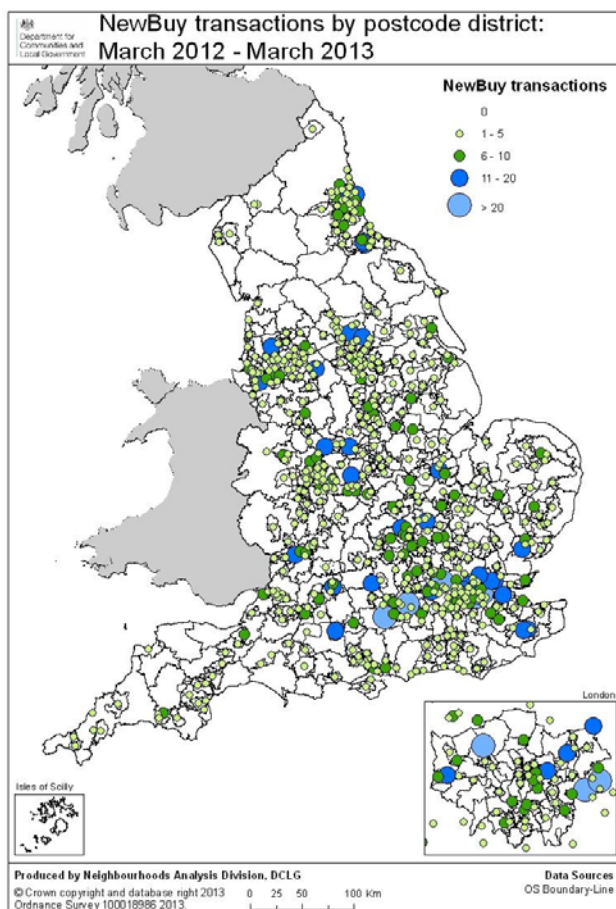 Department for
Communities and
Local Government
NewBuy transactions by postcode district:
March 2012 - March 2013
NewBuy transactions
0
1 - 5
6 - 10
11 - 20
> 20
London
Isles of Scilly
Produced by Neighbourhoods Analysis Division, DCLG
© Crown copyright and database right 2013
Ordnance Survey 100018986 2013.
0 25 50 100 Km
Data Sources
OS Boundary-Line